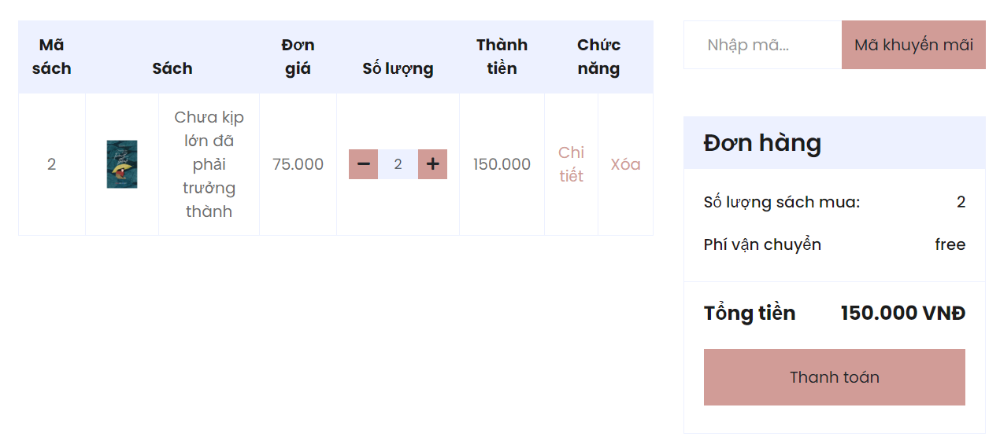 Mã sách
Sách
Đơn giá
Số lượng
Thành tiền
Chức năng
2
Chưa kịp
lớn đã
phải
trưởng
thành
75.000
2
150.000
Chi
tiết
Xóa
Nhập mã...
Mã khuyến mãi
Đơn hàng
Số lượng sách mua:
2
Phí vận chuyển
free
Tổng tiền
150.000 VNĐ
Thanh toán